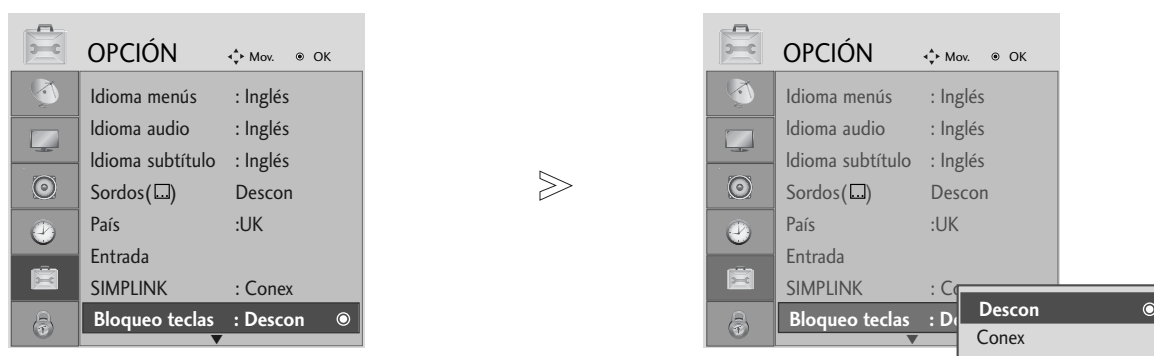 OPCIÓN Mov. OK
Idioma menús : Inglés
Idioma audio : Inglés
Idioma subtítulo : Inglés
Sordos( ) Descon
País :UK
Entrada
SIMPLINK : Conex
Bloqueo teclas : Descon
OPCIÓN Mov. OK
Idioma menús : Inglés
Idioma audio : Inglés
Idioma subtítulo : Inglés
Sordos( ) Descon
País :UK
Entrada
SIMPLINK : Co
Bloqueo teclas : De
Descon
Conex